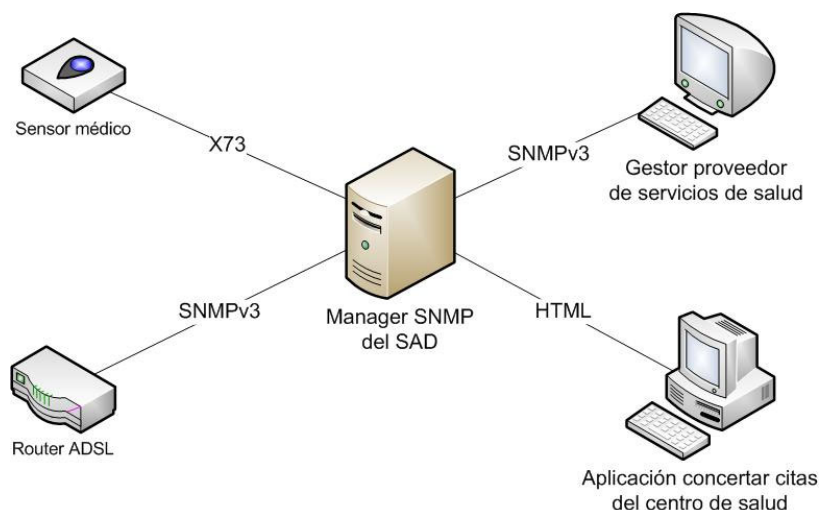 Sensor médico
X73
SNMPv3
Gestor proveedor
de servicios de salud
SNMPv3
Manager SNMP
del SAD
HTML
Router ADSL
Aplicación concertar citas
del centro de salud